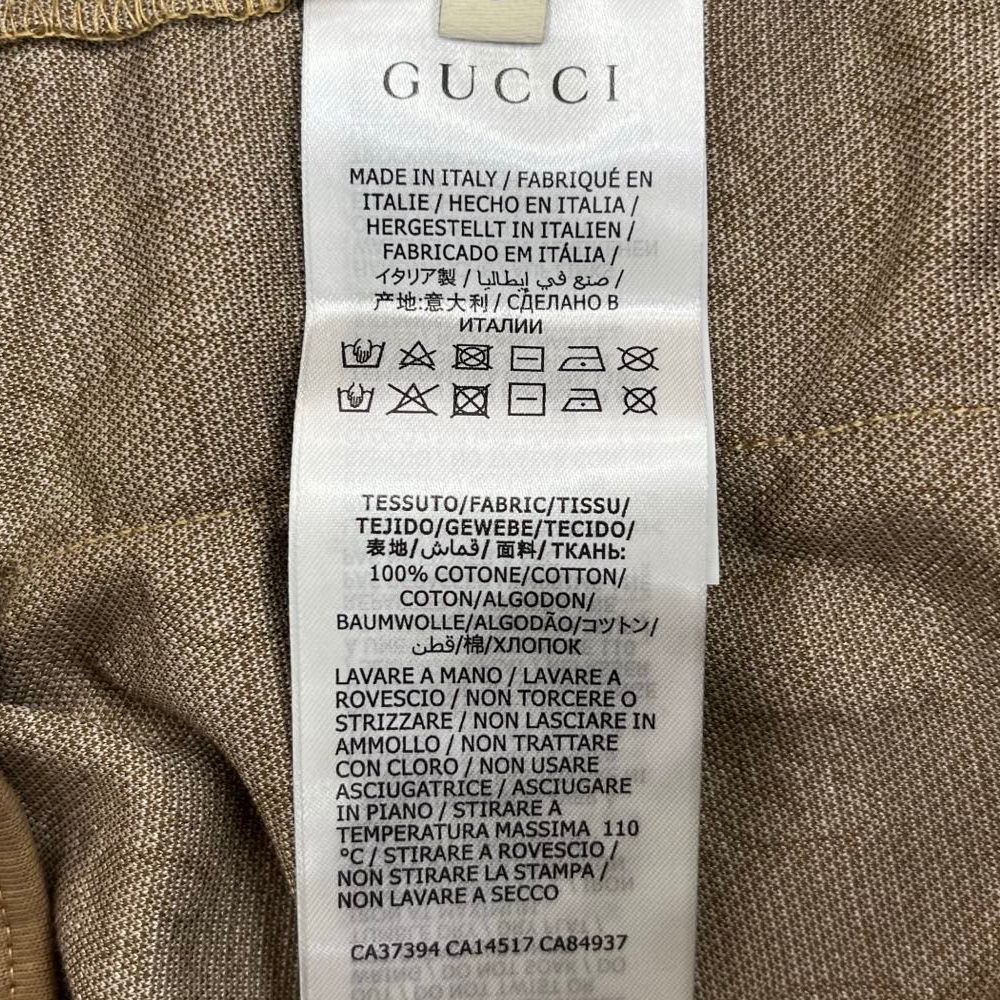 GUCCI
MADE IN ITALY / FABRIQUÉ EN
ITALIE / HECHO EN ITALIA /
HERGESTELLT IN ITALIEN /
FABRICADO EM ITÁLIA /
イタリア製 / صنع في إيطاليا /
产地:意大利 / СДЕЛАНО В
ИТАЛИИ
TESSUTO/FABRIC/TISSU/
TEJIDO/GEWEBE/TECIDO/
表地/قماش/ 面料/ ТКАНЬ:
100% COTONE/COTTON/
COTON/ALGODON/
BAUMWOLLE/ALGODÃO/コットン/
قطن/棉/ХЛОПОК
LAVARE A MANO / LAVARE A
ROVESCIO / NON TORCERE O
STRIZZARE / NON LASCIARE IN
AMMOLLO / NON TRATTARE
CON CLORO / NON USARE
ASCIUGATRICE / ASCIUGARE
IN PIANO / STIRARE A
TEMPERATURA MASSIMA 110
°C / STIRARE A ROVESCIO /
NON STIRARE LA STAMPA /
NON LAVARE A SECCO
CA37394 CA14517 CA84937